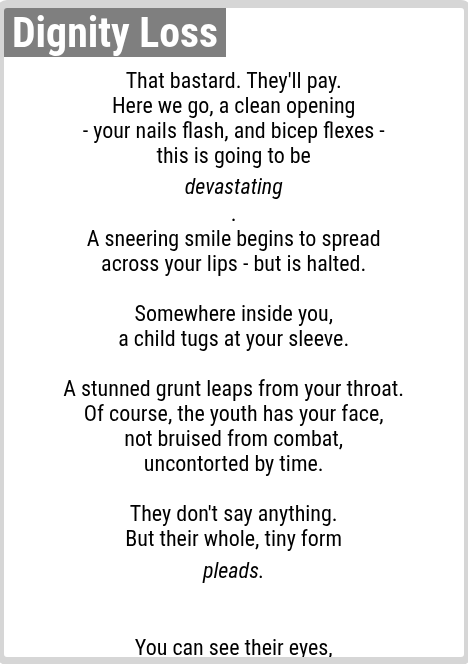 Dignity Loss
That bastard. They'll pay.
Here we go, a clean opening
- your nails flash, and bicep flexes -
this is going to be
devastating
.
A sneering smile begins to spread
across your lips - but is halted.
Somewhere inside you,
a child tugs at your sleeve.
A stunned grunt leaps from your throat.
Of course, the youth has your face,
not bruised from combat,
uncontorted by time.
They don't say anything.
But their whole, tiny form
pleads.
You can see their eyes,